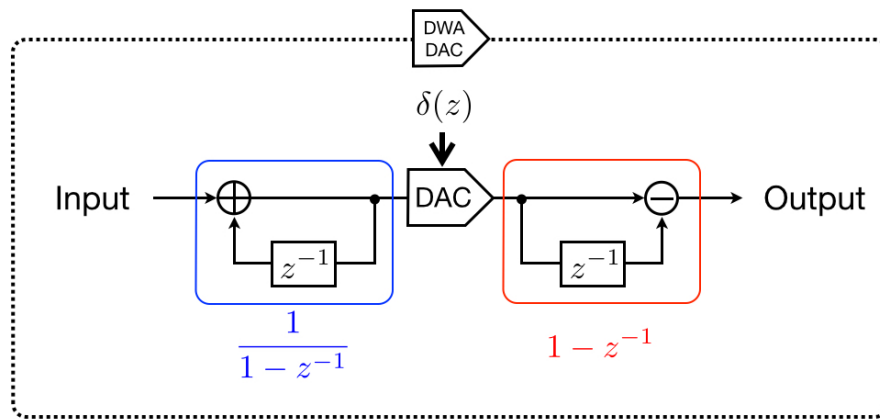 DWA
DAC
δ(z)
Input
DAC
Output
z⁻¹
z⁻¹
1
1 − z⁻¹
1 − z⁻¹